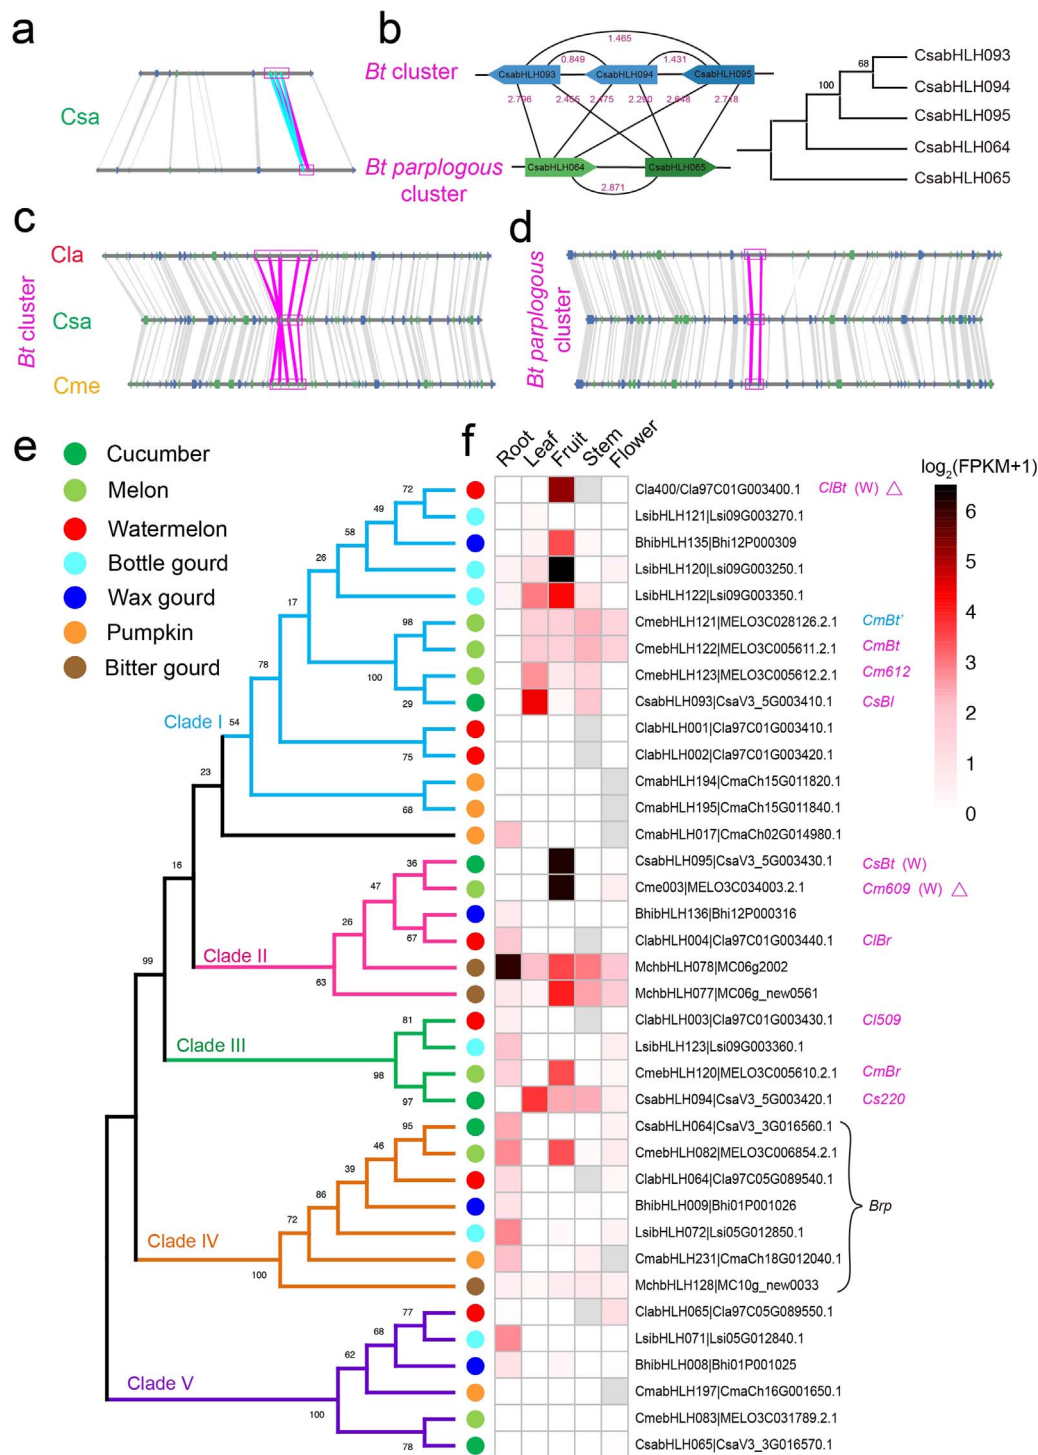 a
Csa
b
Bt cluster
Bt parplogous
cluster
1.465
0.849
1.431
CsabHLH093
CsabHLH094
CsabHLH095
2.796
2.455
2.475
2.290
2.648
2.718
CsabHLH064
CsabHLH065
2.871
68
100
CsabHLH093
CsabHLH094
CsabHLH095
CsabHLH064
CsabHLH065
c
Bt cluster
Cla
Csa
Cme
d
Bt parplogous
cluster
e
Cucumber
Melon
Watermelon
Bottle gourd
Wax gourd
Pumpkin
Bitter gourd
72
49
58
26
17
98
100
29
78
75
54
68
23
Clade I
16
36
47
26
67
63
Clade II
99
81
98
97
Clade III
95
46
39
86
72
100
Clade IV
77
68
62
100
78
Clade V
f
Root
Leaf
Fruit
Stem
Flower
log2(FPKM+1)
6
5
4
3
2
1
0
Cla400/Cla97C01G003400.1 ClBt (W) △
LsibHLH121|Lsi09G003270.1
BhibHLH135|Bhi12P000309
LsibHLH120|Lsi09G003250.1
LsibHLH122|Lsi09G003350.1
CmebHLH121|MELO3C028126.2.1 CmBt'
CmebHLH122|MELO3C005611.2.1 CmBt
CmebHLH123|MELO3C005612.2.1 Cm612
CsabHLH093|CsaV3_5G003410.1 CsBl
ClabHLH001|Cla97C01G003410.1
ClabHLH002|Cla97C01G003420.1
CmabHLH194|CmaCh15G011820.1
CmabHLH195|CmaCh15G011840.1
CmabHLH017|CmaCh02G014980.1
CsabHLH095|CsaV3_5G003430.1 CsBt (W)
Cme003|MELO3C034003.2.1 Cm609 (W) △
BhibHLH136|Bhi12P000316
ClabHLH004|Cla97C01G003440.1 ClBr
MchbHLH078|MC06g2002
MchbHLH077|MC06g_new0561
ClabHLH003|Cla97C01G003430.1 Cl509
LsibHLH123|Lsi09G003360.1
CmebHLH120|MELO3C005610.2.1 CmBr
CsabHLH094|CsaV3_5G003420.1 Cs220
CsabHLH064|CsaV3_3G016560.1
CmebHLH082|MELO3C006854.2.1
ClabHLH064|Cla97C05G089540.1
BhibHLH009|Bhi01P001026 Brp
LsibHLH072|Lsi05G012850.1
CmabHLH231|CmaCh18G012040.1
MchbHLH128|MC10g_new0033
ClabHLH065|Cla97C05G089550.1
LsibHLH071|Lsi05G012840.1
BhibHLH008|Bhi01P001025
CmabHLH197|CmaCh16G001650.1
CmebHLH083|MELO3C031789.2.1
CsabHLH065|CsaV3_3G016570.1